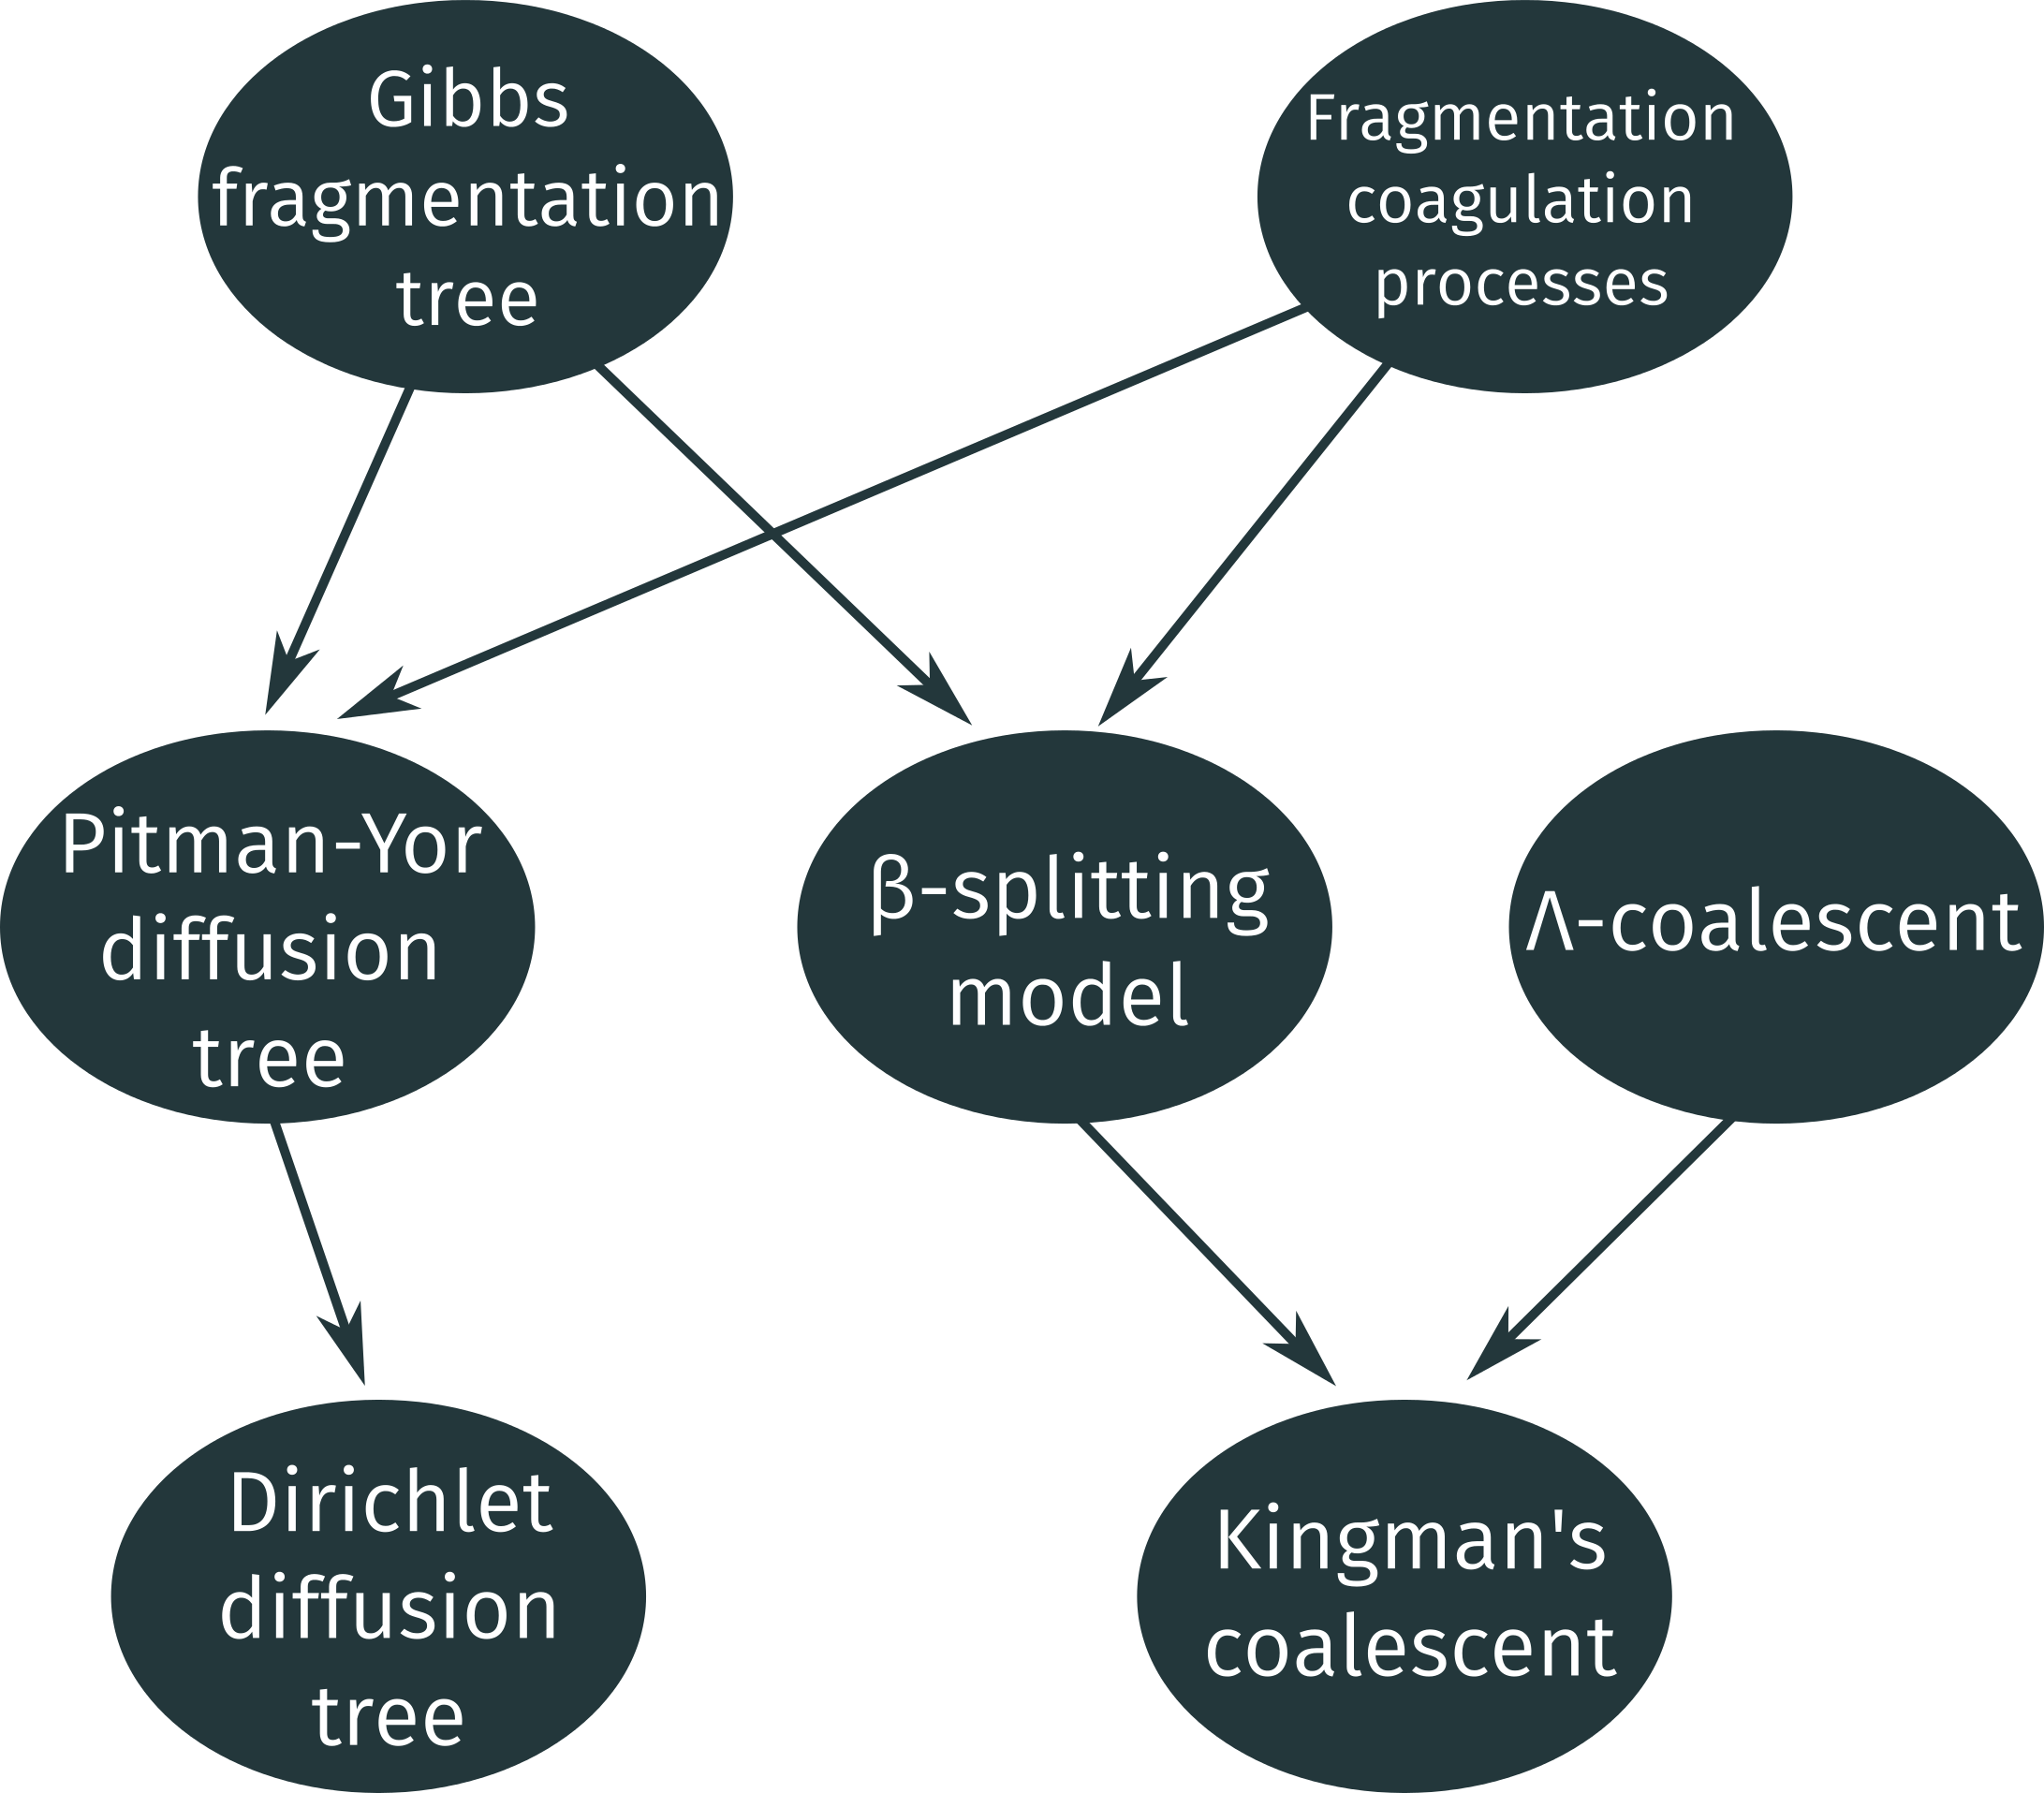 Gibbs
fragmentation
tree
Fragmentation
coagulation
processes
Pitman-Yor
diffusion
tree
β-splitting
model
Λ-coalescent
Dirichlet
diffusion
tree
Kingman's
coalescent